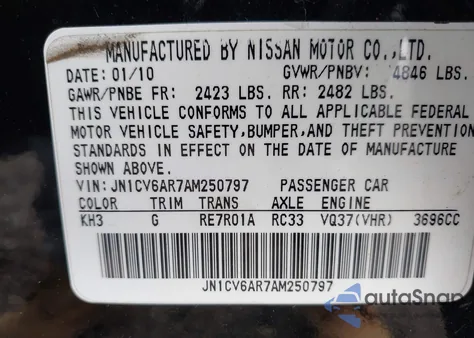 MANUFACTURED BY NISSAN MOTOR CO.,LTD.
DATE: 01/10 GVWR/PNBV: 4846 LBS.
GAWR/PNBE FR: 2423 LBS. RR: 2482 LBS.
THIS VEHICLE CONFORMS TO ALL APPLICABLE FEDERAL
MOTOR VEHICLE SAFETY,BUMPER,AND THEFT PREVENTION
STANDARDS IN EFFECT ON THE DATE OF MANUFACTURE
SHOWN ABOVE.
VIN: JN1CV6AR7AM250797 PASSENGER CAR
COLOR TRIM TRANS AXLE ENGINE
KH3 G RE7R01A RC33 VQ37(VHR) 3696CC
JN1CV6AR7AM250797
autoSnap